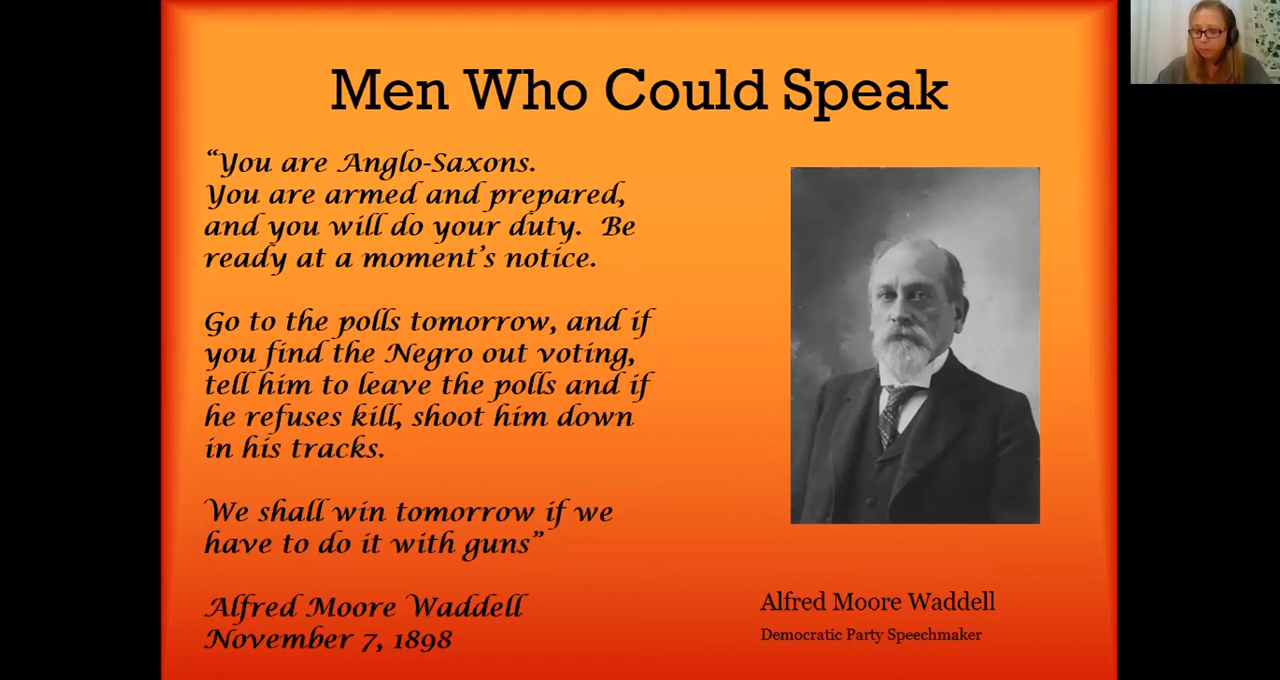 Men Who Could Speak
“You are Anglo-Saxons.
You are armed and prepared,
and you will do your duty.  Be
ready at a moment’s notice.
Go to the polls tomorrow, and if
you find the Negro out voting,
tell him to leave the polls and if
he refuses kill, shoot him down
in his tracks.
We shall win tomorrow if we
have to do it with guns”
Alfred Moore Waddell
November 7, 1898
Alfred Moore Waddell
Democratic Party Speechmaker